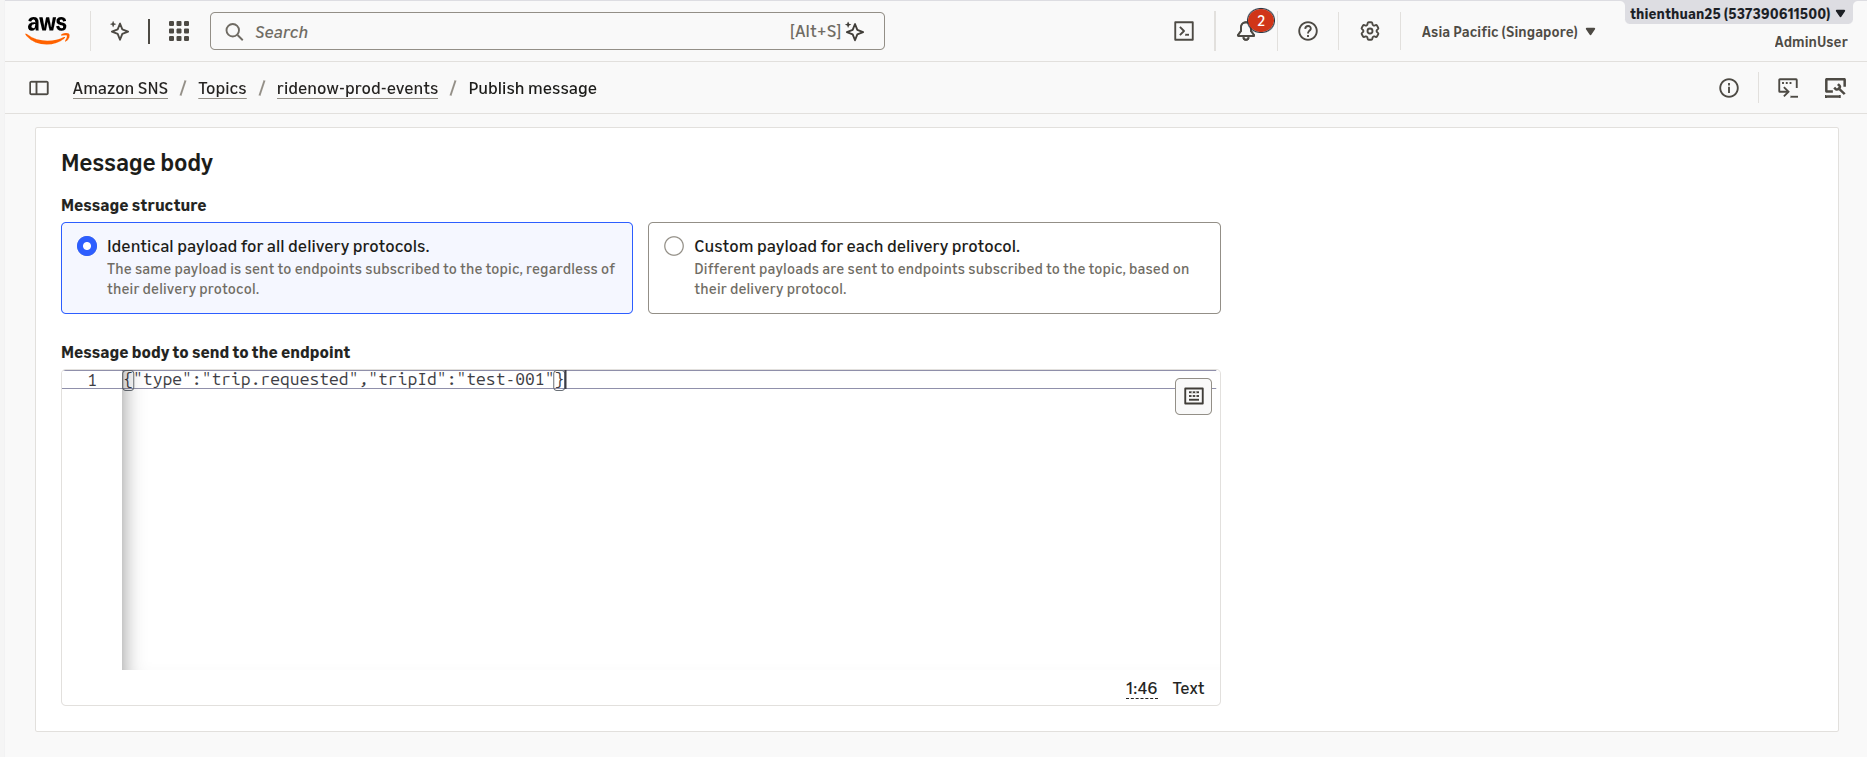 aws
Search
[Alt+S]
2
Asia Pacific (Singapore)
thienthuan25 (537390611500)
AdminUser
Amazon SNS / Topics / ridenow-prod-events / Publish message
Message body
Message structure
Identical payload for all delivery protocols.
The same payload is sent to endpoints subscribed to the topic, regardless of
their delivery protocol.
Custom payload for each delivery protocol.
Different payloads are sent to endpoints subscribed to the topic, based on
their delivery protocol.
Message body to send to the endpoint
1 {"type":"trip.requested","tripId":"test-001"}
1:46 Text